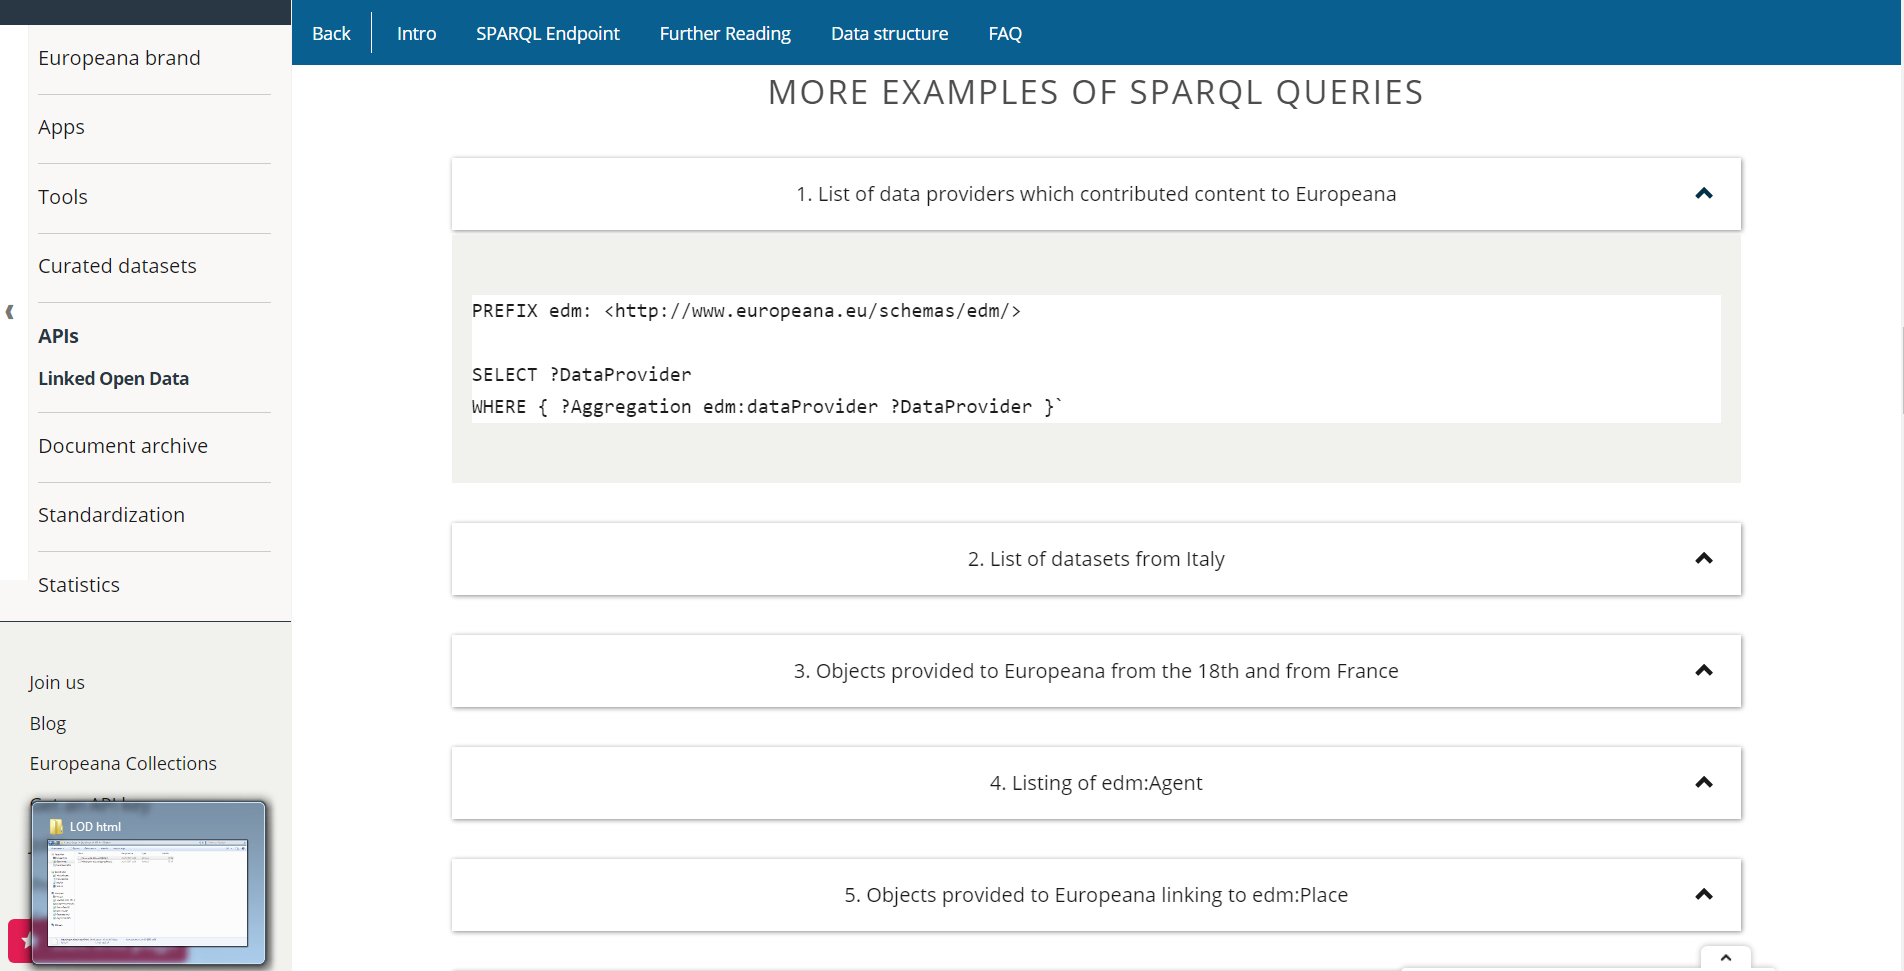 Europeana brand
Apps
Tools
Curated datasets
APIs
Linked Open Data
Document archive
Standardization
Statistics
Join us
Blog
Europeana Collections
LOD html
Back
Intro
SPARQL Endpoint
Further Reading
Data structure
FAQ
MORE EXAMPLES OF SPARQL QUERIES
1. List of data providers which contributed content to Europeana
PREFIX edm: <http://www.europeana.eu/schemas/edm/>
SELECT ?DataProvider
WHERE { ?Aggregation edm:dataProvider ?DataProvider }`
2. List of datasets from Italy
3. Objects provided to Europeana from the 18th and from France
4. Listing of edm:Agent
5. Objects provided to Europeana linking to edm:Place